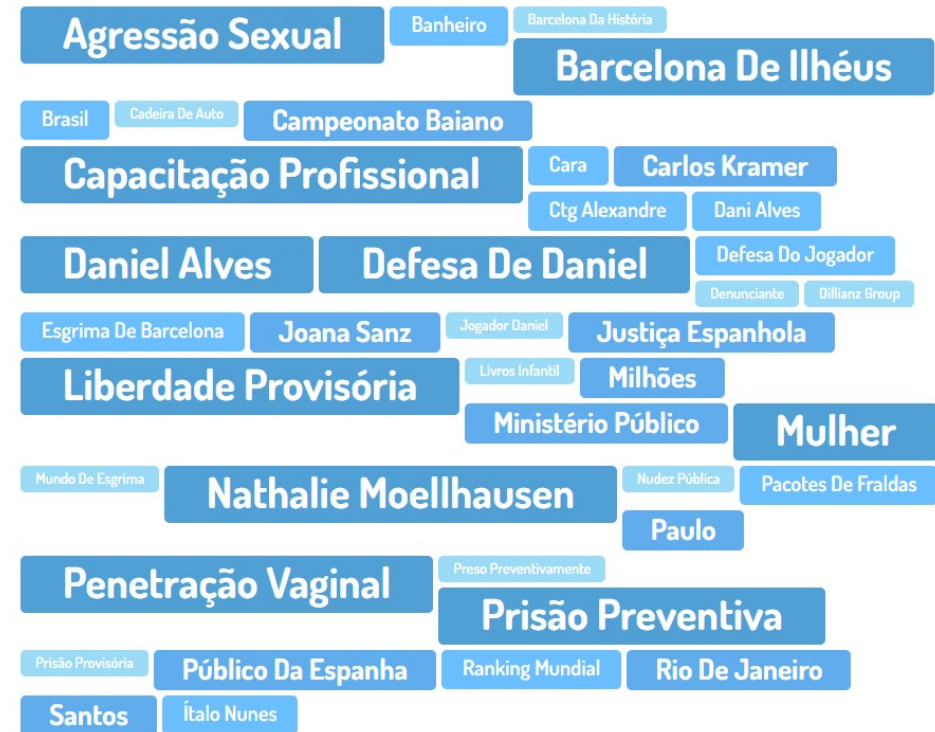 Agressão Sexual
Banheiro
Barcelona Da História
Barcelona De Ilhéus
Brasil
Cadeira De Auto
Campeonato Baiano
Capacitação Profissional
Cara
Carlos Kramer
Ctg Alexandre
Dani Alves
Daniel Alves
Defesa De Daniel
Defesa Do Jogador
Denunciante
Dillianz Group
Esgrima De Barcelona
Joana Sanz
Jogador Daniel
Justiça Espanhola
Liberdade Provisória
Livros Infantil
Milhões
Ministério Público
Mulher
Mundo De Esgrima
Nathalie Moellhausen
Nudez Pública
Pacotes De Fraldas
Paulo
Penetração Vaginal
Preso Preventivamente
Prisão Preventiva
Prisão Provisória
Público Da Espanha
Ranking Mundial
Rio De Janeiro
Santos
Ítalo Nunes